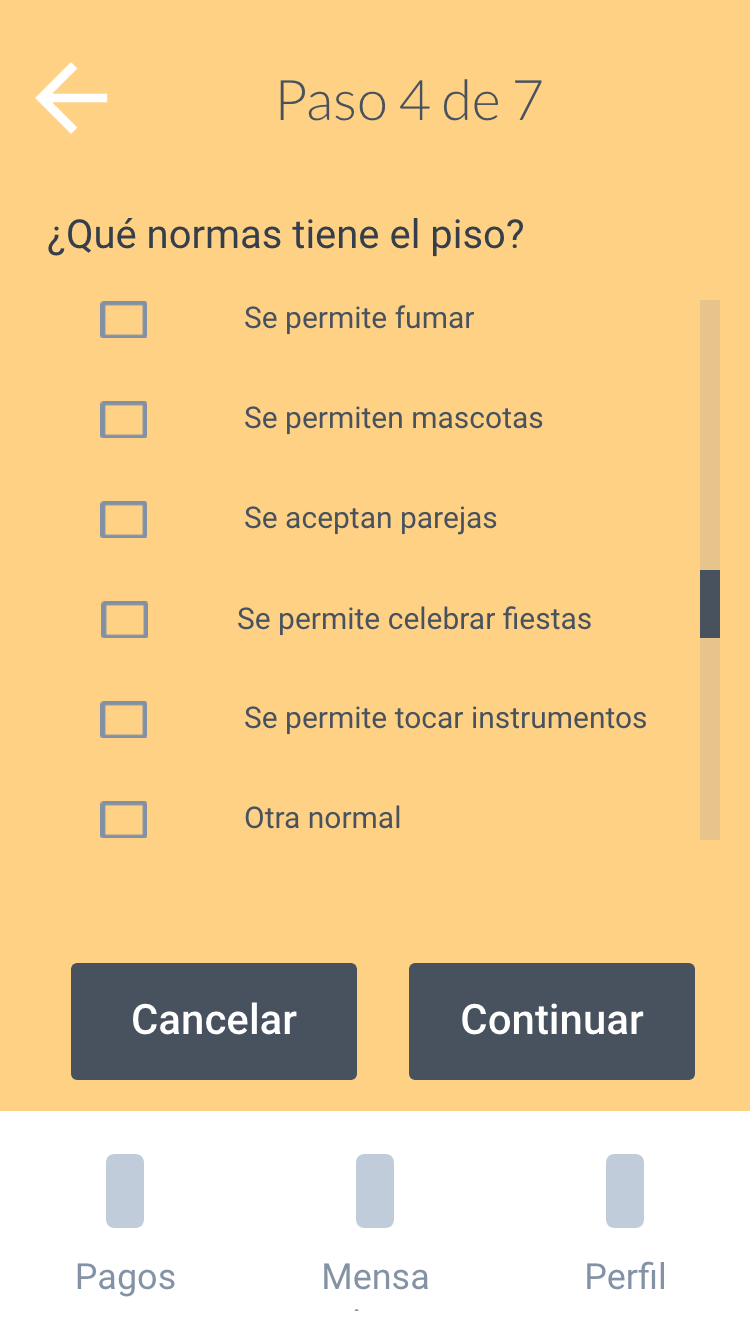 Paso 4 de 7
¿Qué normas tiene el piso?
Se permite fumar
Se permiten mascotas
Se aceptan parejas
Se permite celebrar fiestas
Se permite tocar instrumentos
Otra normal
Cancelar
Continuar
Pagos
Mensa
Perfil